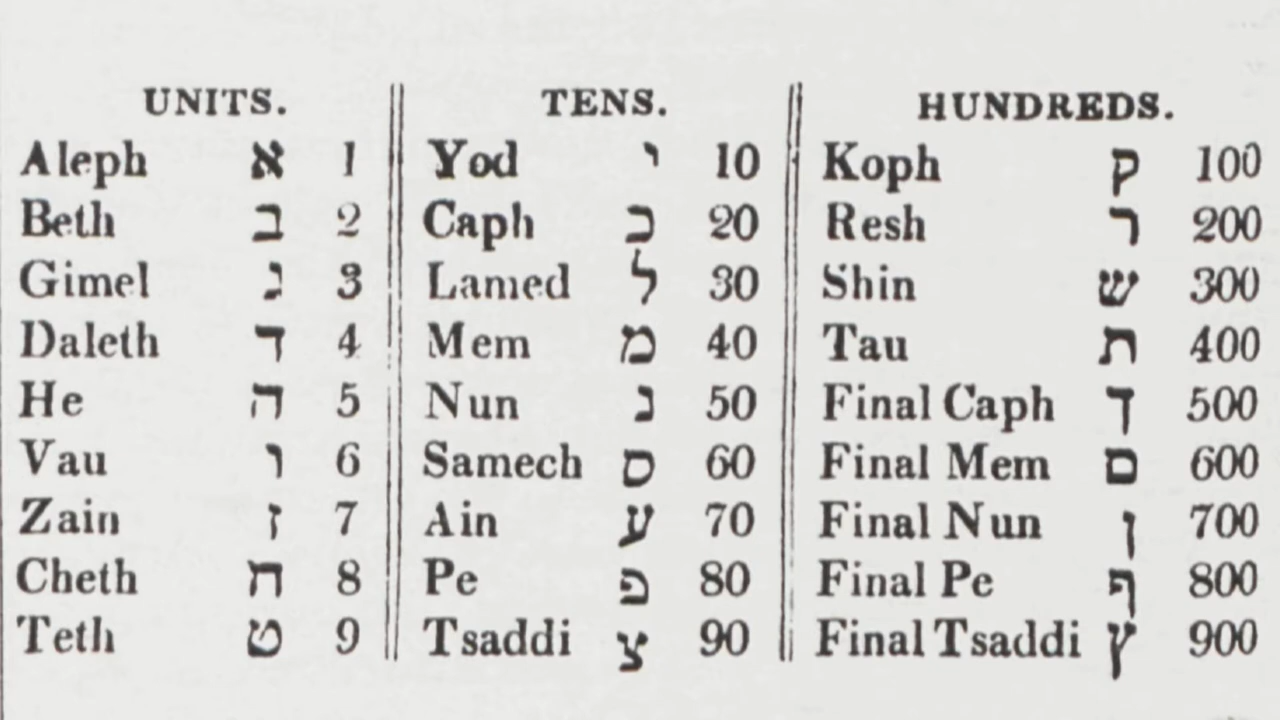 UNITS. TENS. HUNDREDS.
Aleph א 1 Yod י 10 Koph ק 100
Beth ב 2 Caph כ 20 Resh ר 200
Gimel ג 3 Lamed ל 30 Shin ש 300
Daleth ד 4 Mem מ 40 Tau ת 400
He ה 5 Nun נ 50 Final Caph ך 500
Vau ו 6 Samech ס 60 Final Mem ם 600
Zain ז 7 Ain ע 70 Final Nun ן 700
Cheth ח 8 Pe פ 80 Final Pe ף 800
Teth ט 9 Tsaddi צ 90 Final Tsaddi ץ 900